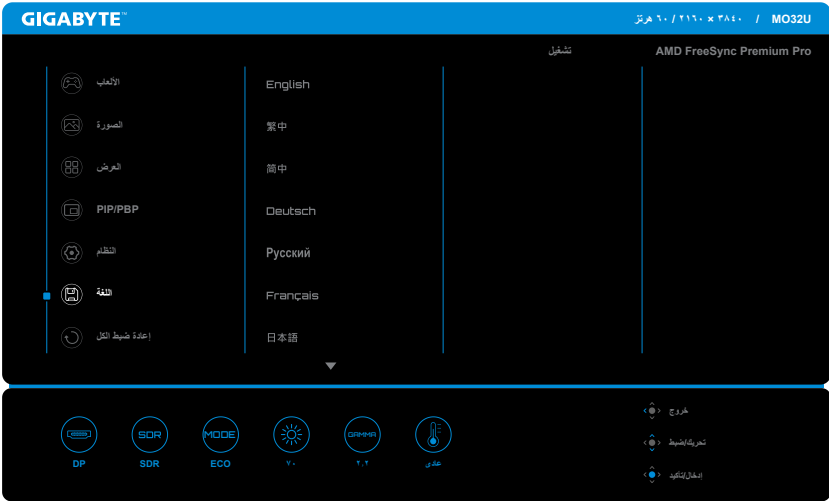 GIGABYTE™
MO32U / ٣٨٤٠ × ٢١٦٠ / ٦٠ هرتز
AMD FreeSync Premium Pro
تشغيل
الألعاب
الصورة
العرض
PIP/PBP
النظام
اللغة
إعادة ضبط الكل
English
繁中
简中
Deutsch
Русский
Français
日本語
خروج
تحريك/ضبط
إدخال/تأكيد
SDR
MODE
GAMMA
DP
SDR
ECO
٧٠
٢.٢
عادي